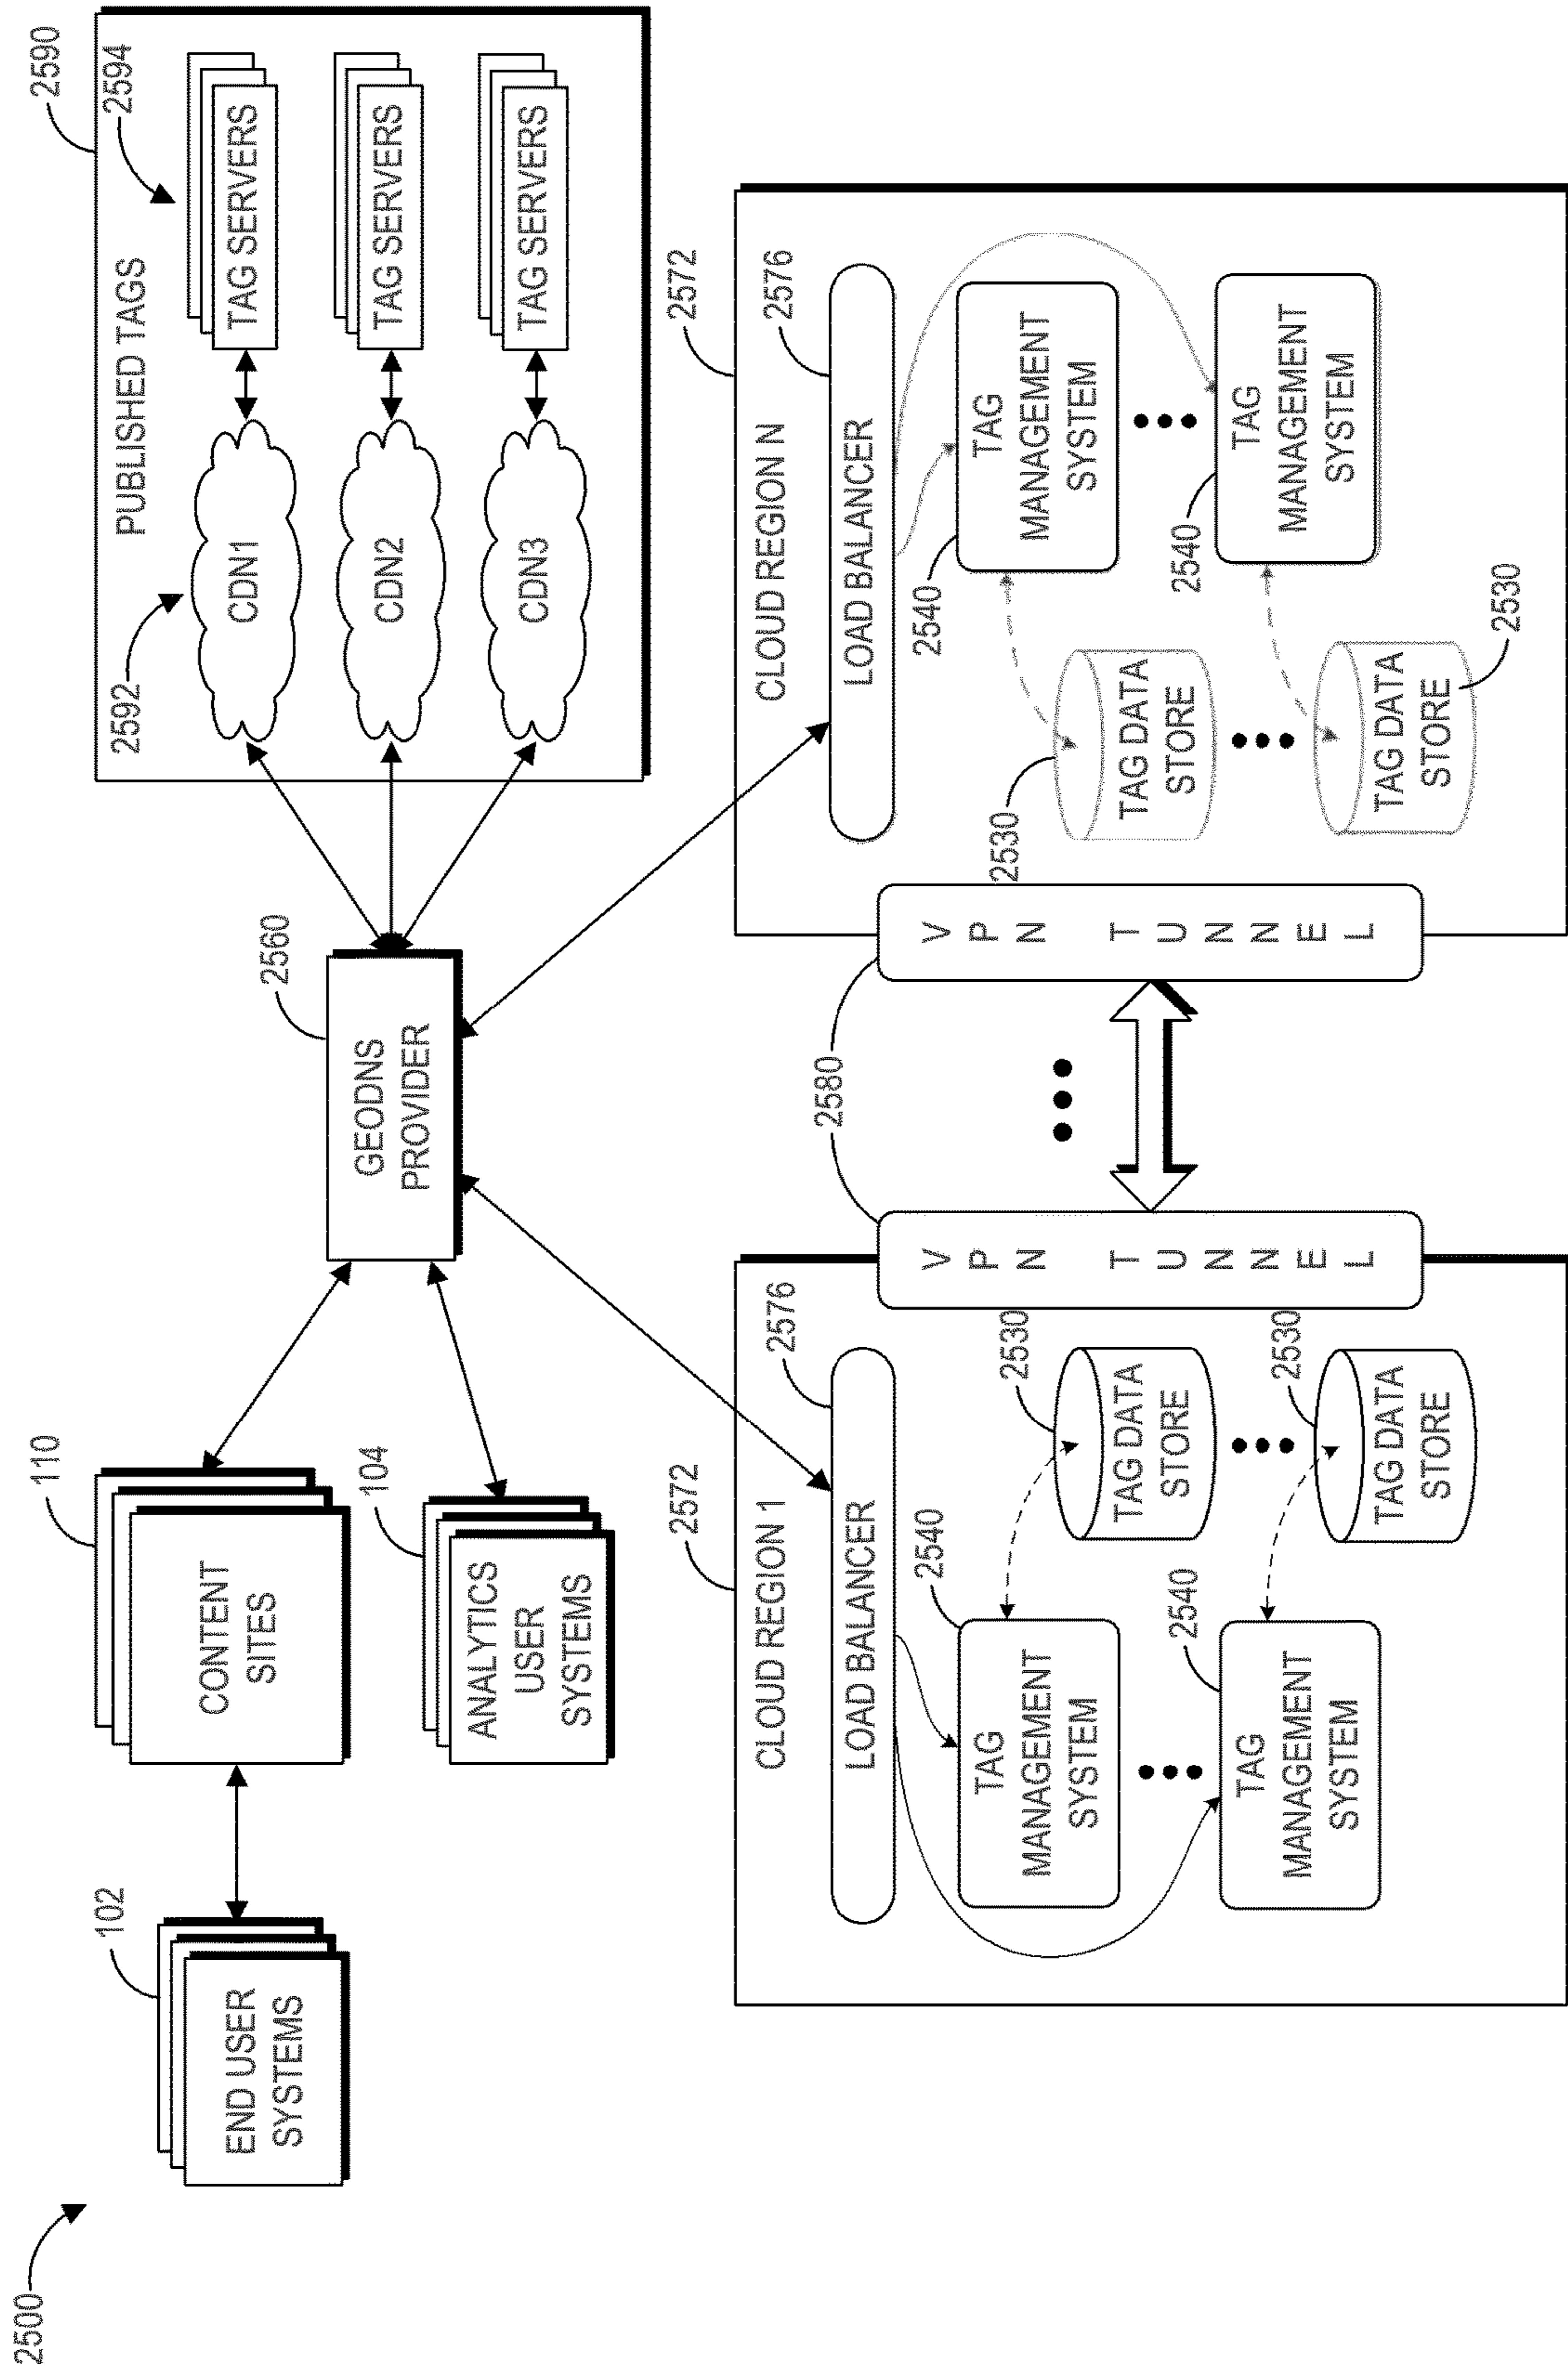 2500
102
END USER
SYSTEMS
110
CONTENT
SITES
104
ANALYTICS
USER
SYSTEMS
2560
GEODNS
PROVIDER
2590
PUBLISHED TAGS
2594
2592
CDN1
TAG SERVERS
CDN2
TAG SERVERS
CDN3
TAG SERVERS
2572
CLOUD REGION 1
2576
LOAD BALANCER
2540
TAG
MANAGEMENT
SYSTEM
2530
TAG DATA
STORE
2540
TAG
MANAGEMENT
SYSTEM
2530
TAG DATA
STORE
VPN TUNNEL
2580
VPN TUNNEL
2572
CLOUD REGION N
2576
LOAD BALANCER
2540
TAG
MANAGEMENT
SYSTEM
2530
TAG DATA
STORE
2540
TAG
MANAGEMENT
SYSTEM
2530
TAG DATA
STORE